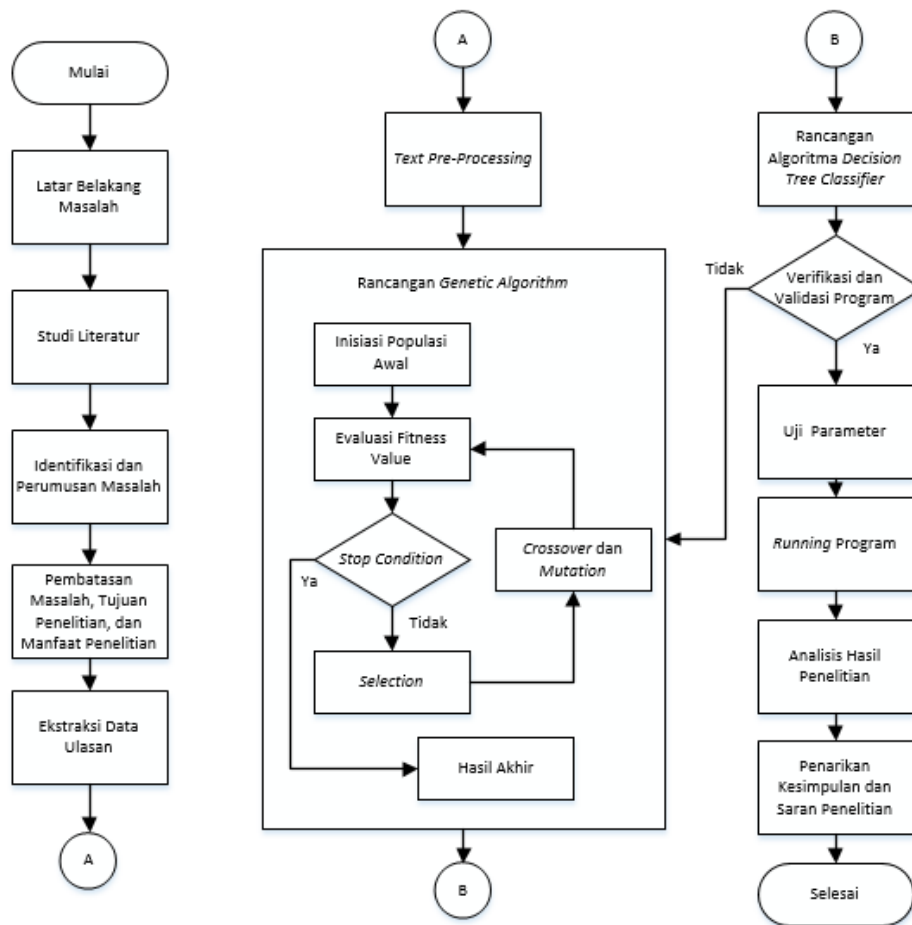 Mulai
Latar Belakang
Masalah
Studi Literatur
Identifikasi dan
Perumusan Masalah
Pembatasan
Masalah, Tujuan
Penelitian, dan
Manfaat Penelitian
Ekstraksi Data
Ulasan
A
A
Text Pre-Processing
Rancangan Genetic Algorithm
Inisiasi Populasi
Awal
Evaluasi Fitness
Value
Stop Condition
Ya
Tidak
Selection
Crossover dan
Mutation
Hasil Akhir
B
B
Rancangan
Algoritma Decision
Tree Classifier
Verifikasi dan
Validasi Program
Tidak
Ya
Uji Parameter
Running Program
Analisis Hasil
Penelitian
Penarikan
Kesimpulan dan
Saran Penelitian
Selesai